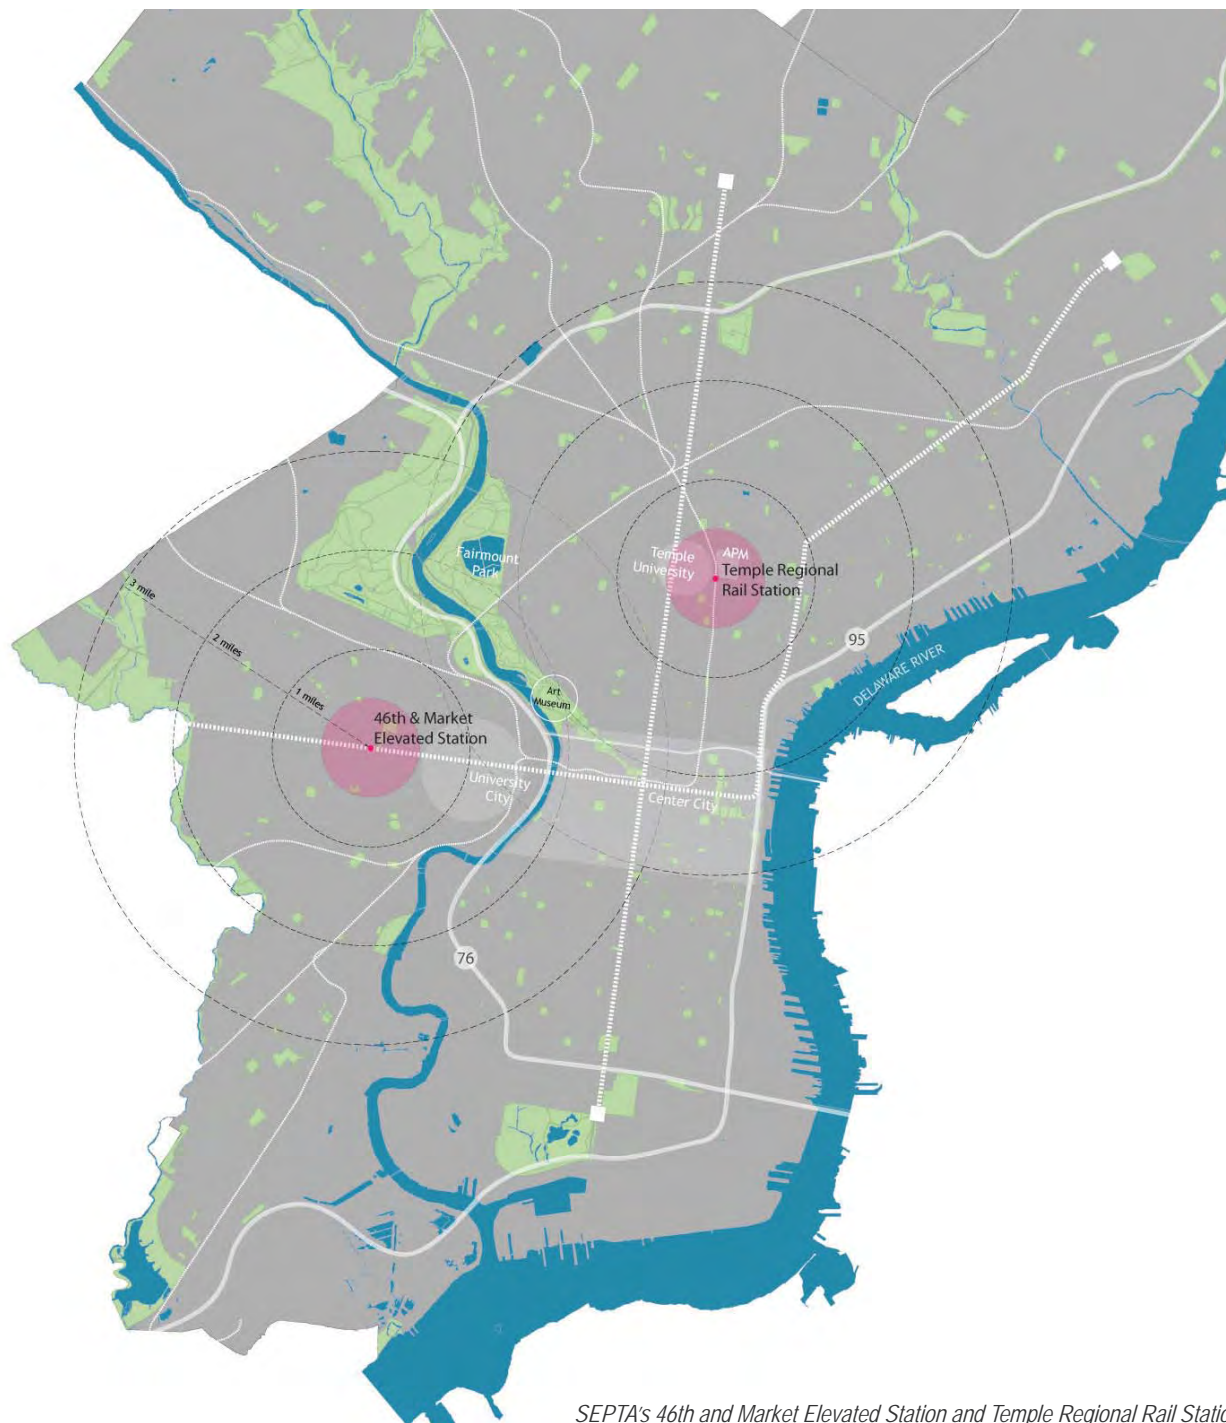 Fairmount
Park
Temple
University
APM
Temple Regional
Rail Station
95
DELAWARE RIVER
3 mile
2 miles
1 miles
Art
Museum
46th & Market
Elevated Station
University
City
Center City
76
SEPTA's 46th and Market Elevated Station and Temple Regional Rail Statio